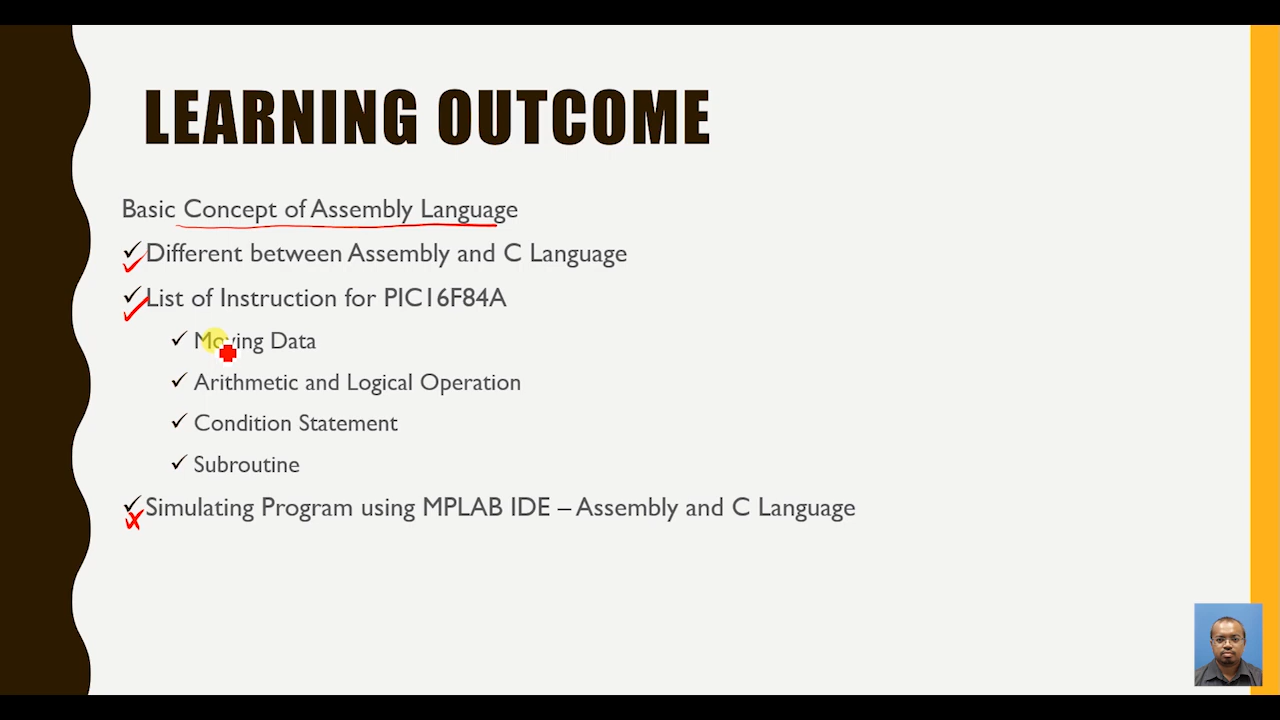 LEARNING OUTCOME
Basic Concept of Assembly Language
Different between Assembly and C Language
List of Instruction for PIC16F84A
Moving Data
Arithmetic and Logical Operation
Condition Statement
Subroutine
Simulating Program using MPLAB IDE – Assembly and C Language